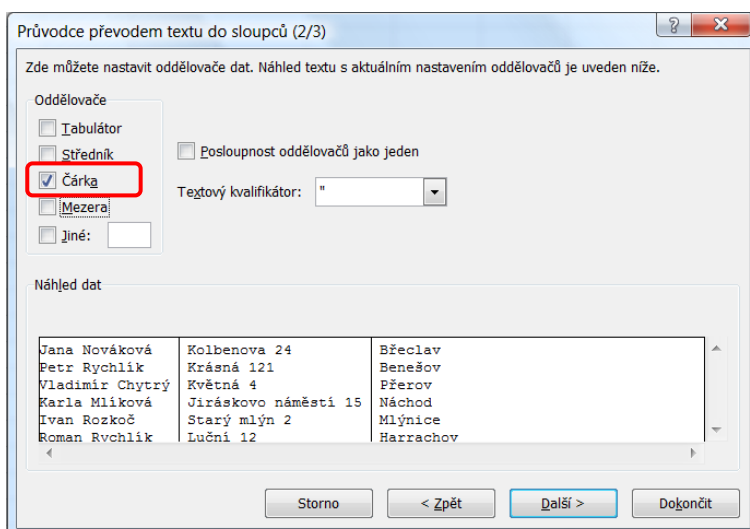 Průvodce převodem textu do sloupců (2/3)
Zde můžete nastavit oddělovače dat. Náhled textu s aktuálním nastavením oddělovačů je uveden níže.
Oddělovače
Tabulátor
Středník
Čárka
Mezera
Jiné:
Posloupnost oddělovačů jako jeden
Textový kvalifikátor: "
Náhled dat
Jana Nováková Kolbenova 24 Břeclav
Petr Rychlík Krásná 121 Benešov
Vladimír Chytrý Květná 4 Přerov
Karla Mlíková Jiráskovo náměstí 15 Náchod
Ivan Rozkoč Starý mlýn 2 Mlýnice
Roman Rychlík Luční 12 Harrachov
Storno < Zpět Další > Dokončit